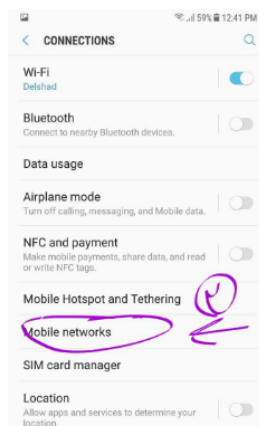 59% 12:41 PM
CONNECTIONS
Wi-Fi
Delshad
Bluetooth
Connect to nearby Bluetooth devices.
Data usage
Airplane mode
Turn off calling, messaging, and Mobile data.
NFC and payment
Make mobile payments, share data, and read
or write NFC tags.
Mobile Hotspot and Tethering
Mobile networks
SIM card manager
Location
Allow apps and services to determine your
location.